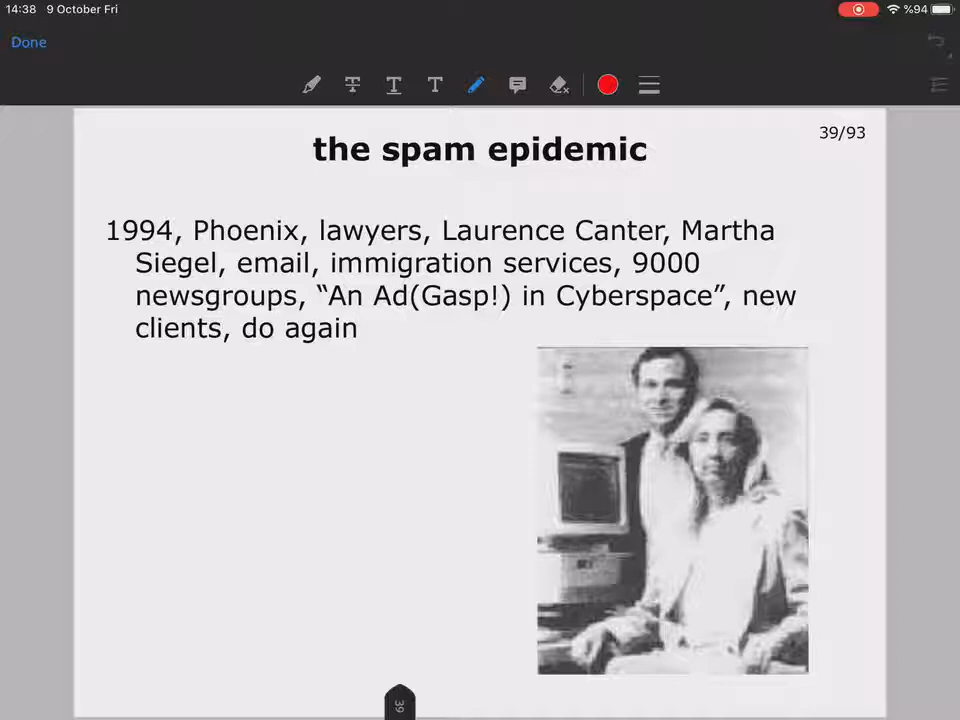 14:38 9 October Fri %94
Done
39/93
the spam epidemic
1994, Phoenix, lawyers, Laurence Canter, Martha
Siegel, email, immigration services, 9000
newsgroups, “An Ad(Gasp!) in Cyberspace”, new
clients, do again
39